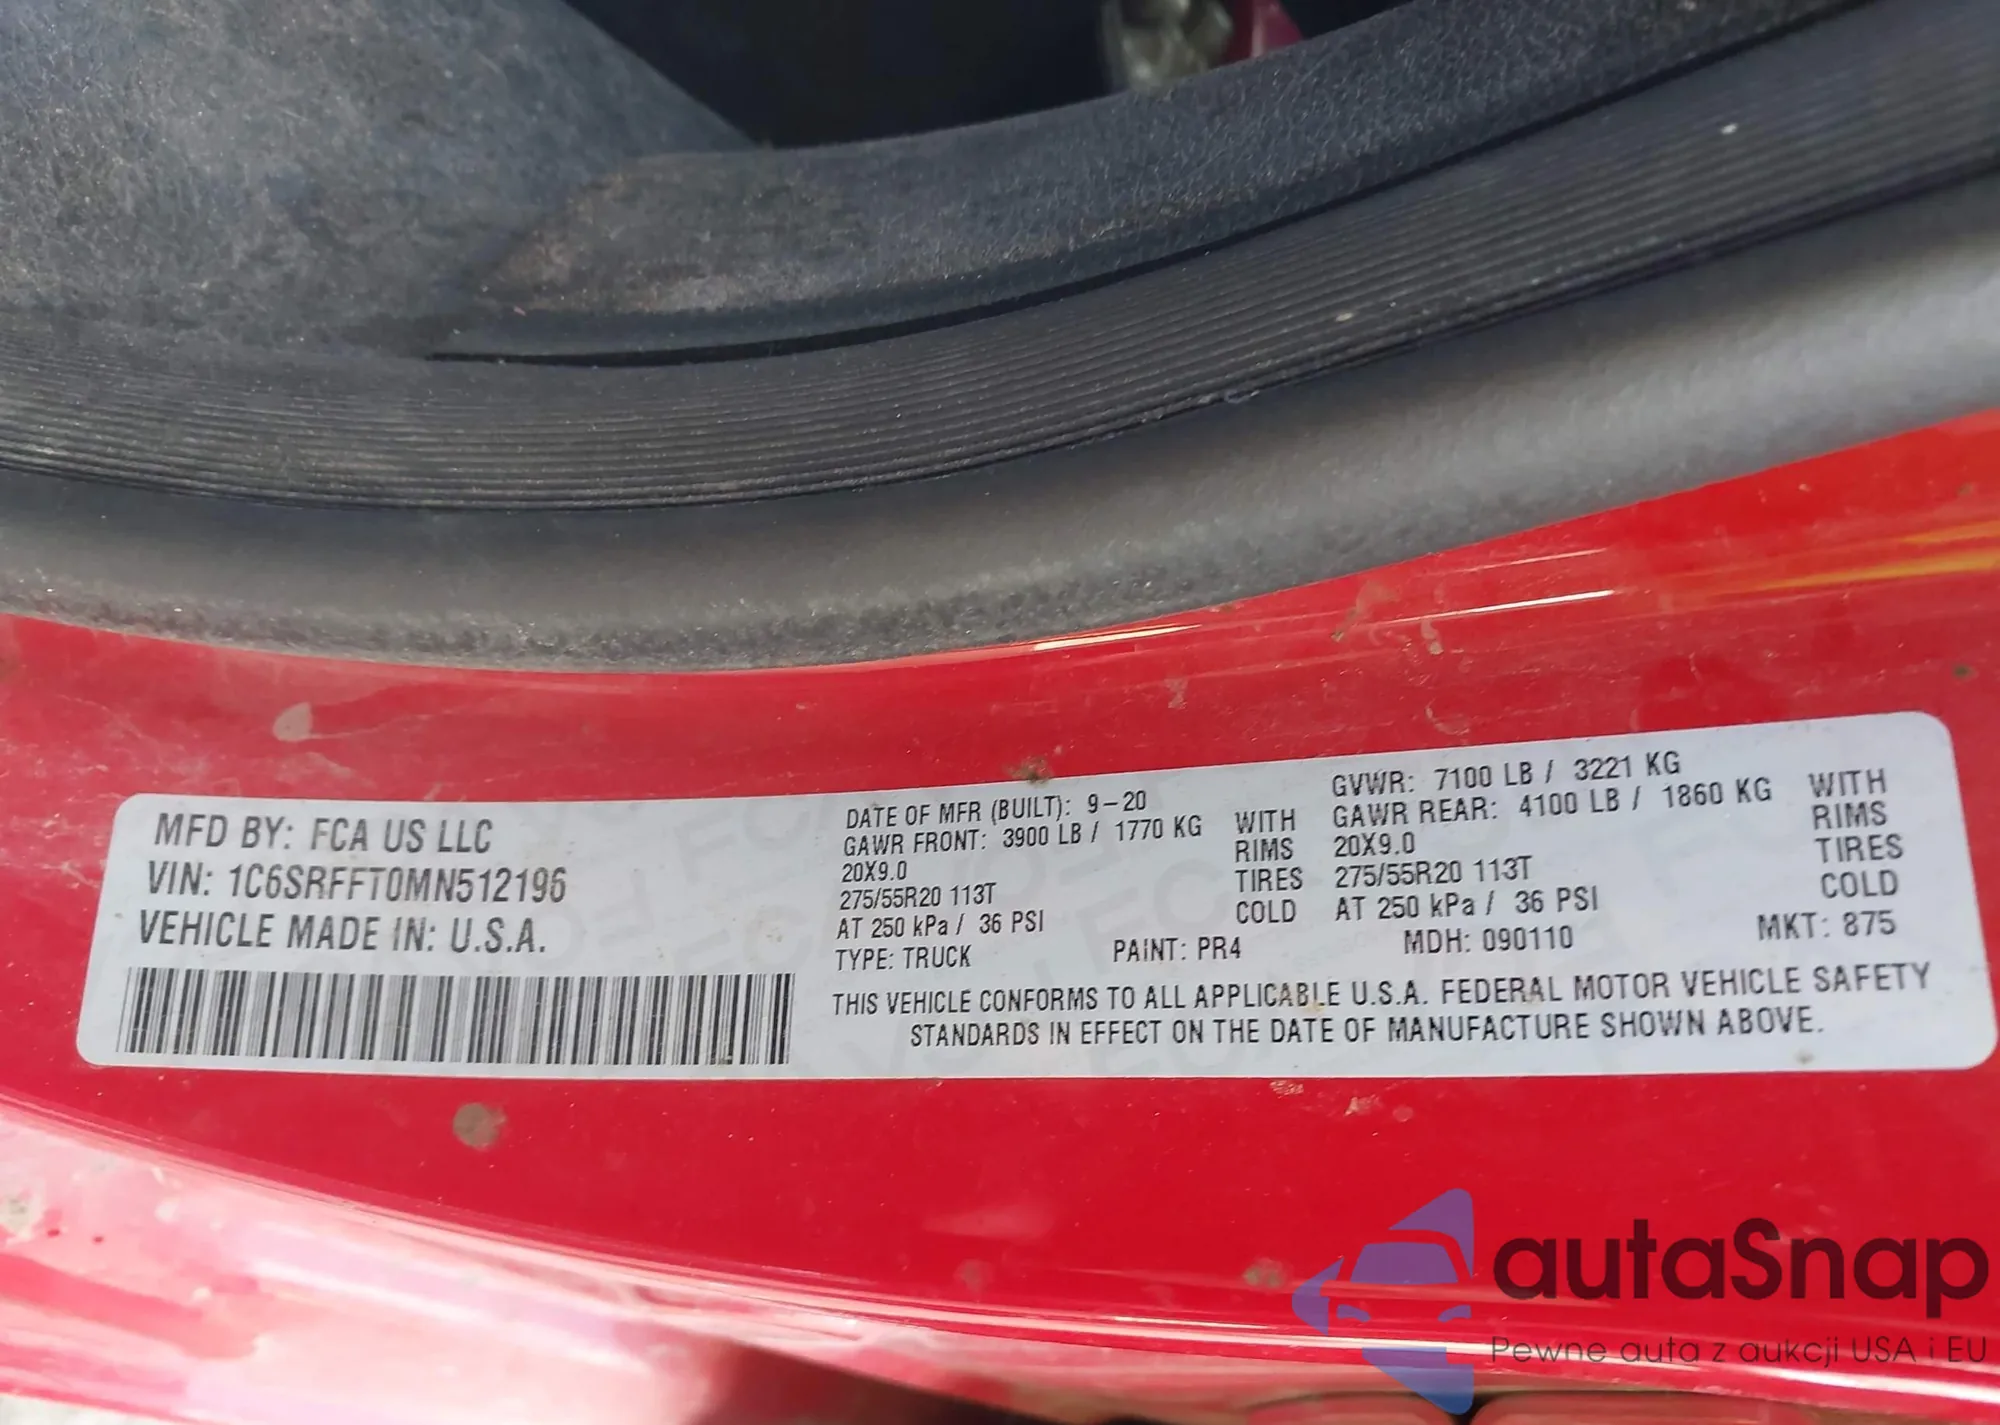 MFD BY: FCA US LLC
VIN: 1C6SRFFT0MN512196
VEHICLE MADE IN: U.S.A.
DATE OF MFR (BUILT): 9-20
GAWR FRONT: 3900 LB / 1770 KG WITH
20X9.0 RIMS
275/55R20 113T TIRES
AT 250 kPa / 36 PSI COLD
GVWR: 7100 LB / 3221 KG
GAWR REAR: 4100 LB / 1860 KG WITH
20X9.0 RIMS
275/55R20 113T TIRES
AT 250 kPa / 36 PSI COLD
TYPE: TRUCK PAINT: PR4 MDH: 090110 MKT: 875
THIS VEHICLE CONFORMS TO ALL APPLICABLE U.S.A. FEDERAL MOTOR VEHICLE SAFETY
STANDARDS IN EFFECT ON THE DATE OF MANUFACTURE SHOWN ABOVE.
autaSnap
Pewne auta z aukcji USA i EU